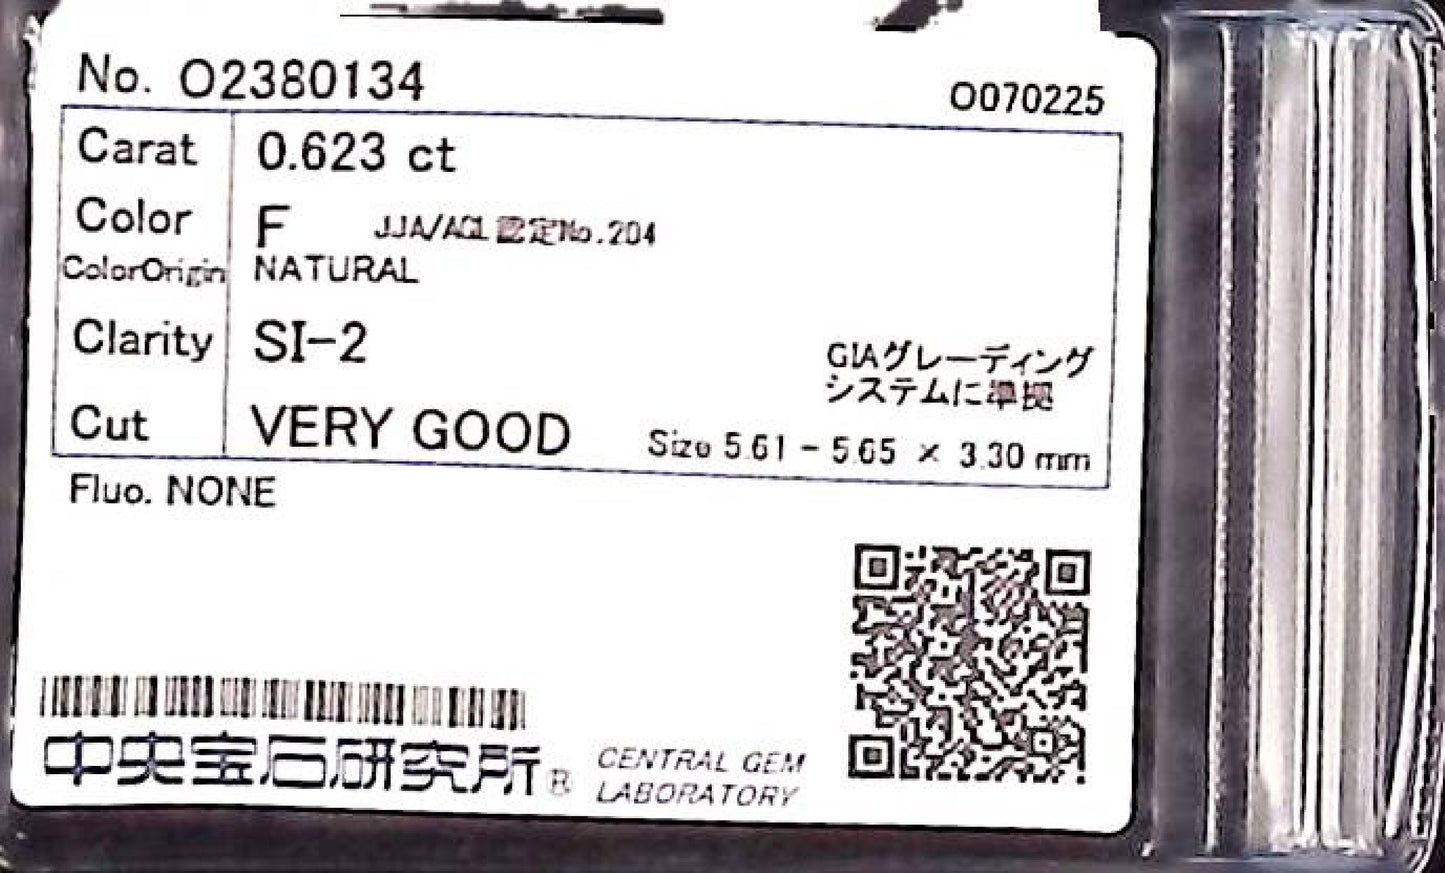 No. O2380134
O070225
Carat 0.623 ct
Color F JJA/AGL 認定No.204
ColorOrigin NATURAL
Clarity SI-2
GIAグレーディング
システムに準拠
Cut VERY GOOD Size 5.61 - 5.65 × 3.30 mm
Fluo. NONE
中央宝石研究所®
CENTRAL GEM
LABORATORY